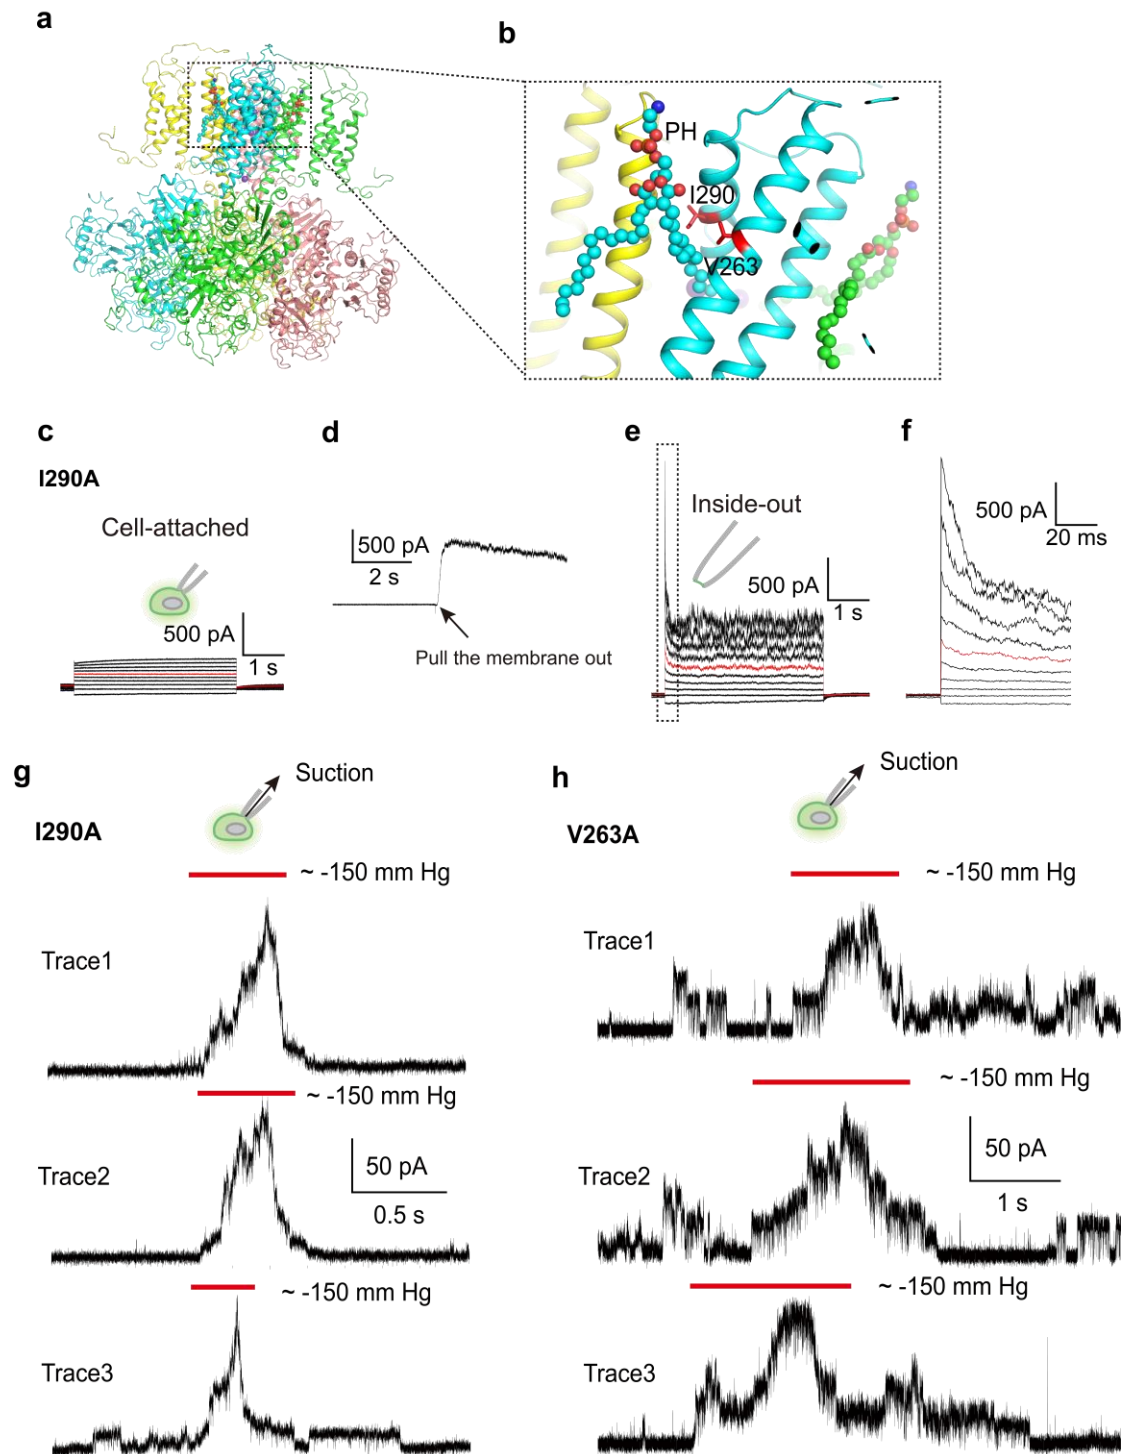 a
b
PH
I290
V263
c
d
e
f
I290A
Cell-attached
500 pA
1 s
500 pA
2 s
Pull the membrane out
Inside-out
500 pA
1 s
500 pA
20 ms
g
Suction
I290A
~ -150 mm Hg
Trace1
~ -150 mm Hg
Trace2
50 pA
0.5 s
~ -150 mm Hg
Trace3
h
Suction
V263A
~ -150 mm Hg
Trace1
~ -150 mm Hg
Trace2
50 pA
1 s
~ -150 mm Hg
Trace3